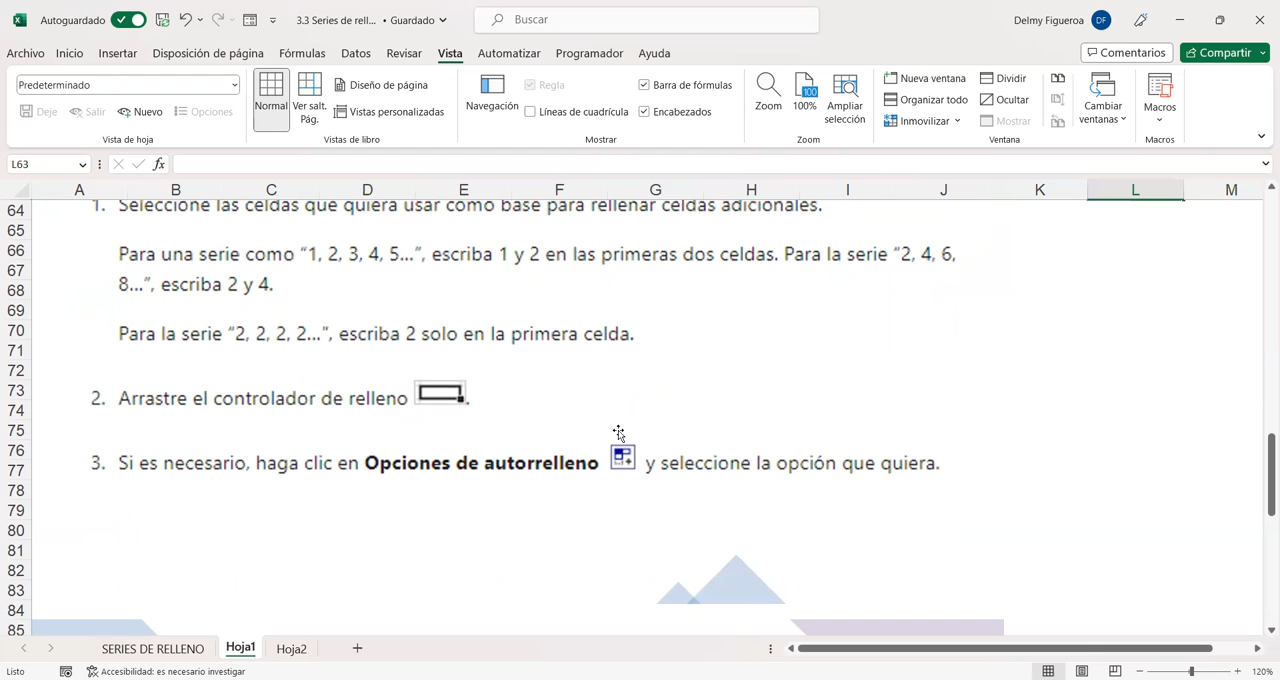 Autoguardado 3.3 Series de rell... • Guardado Buscar Delmy Figueroa DF
Archivo Inicio Insertar Disposición de página Fórmulas Datos Revisar Vista Automatizar Programador Ayuda Comentarios Compartir
Predeterminado
Deje Salir Nuevo Opciones
Vista de hoja
Normal
Ver salt. Pág.
Diseño de página
Vistas personalizadas
Vistas de libro
Navegación
Regla
Barra de fórmulas
Líneas de cuadrícula
Encabezados
Mostrar
Zoom
100%
Ampliar selección
Zoom
Nueva ventana
Organizar todo
Inmovilizar
Dividir
Ocultar
Mostrar
Cambiar ventanas
Ventana
Macros
Macros
L63 fx
A B C D E F G H I J K L M
64 1. Seleccione las celdas que quiera usar como base para rellenar celdas adicionales.
65
66 Para una serie como “1, 2, 3, 4, 5...”, escriba 1 y 2 en las primeras dos celdas. Para la serie “2, 4, 6,
67
68 8...”, escriba 2 y 4.
69
70 Para la serie “2, 2, 2, 2...”, escriba 2 solo en la primera celda.
71
72
73
74 2. Arrastre el controlador de relleno .
75
76
77 3. Si es necesario, haga clic en Opciones de autorrelleno y seleccione la opción que quiera.
78
79
80
81
82
83
84
85
SERIES DE RELLENO Hoja1 Hoja2 +
Listo Accesibilidad: es necesario investigar 120%